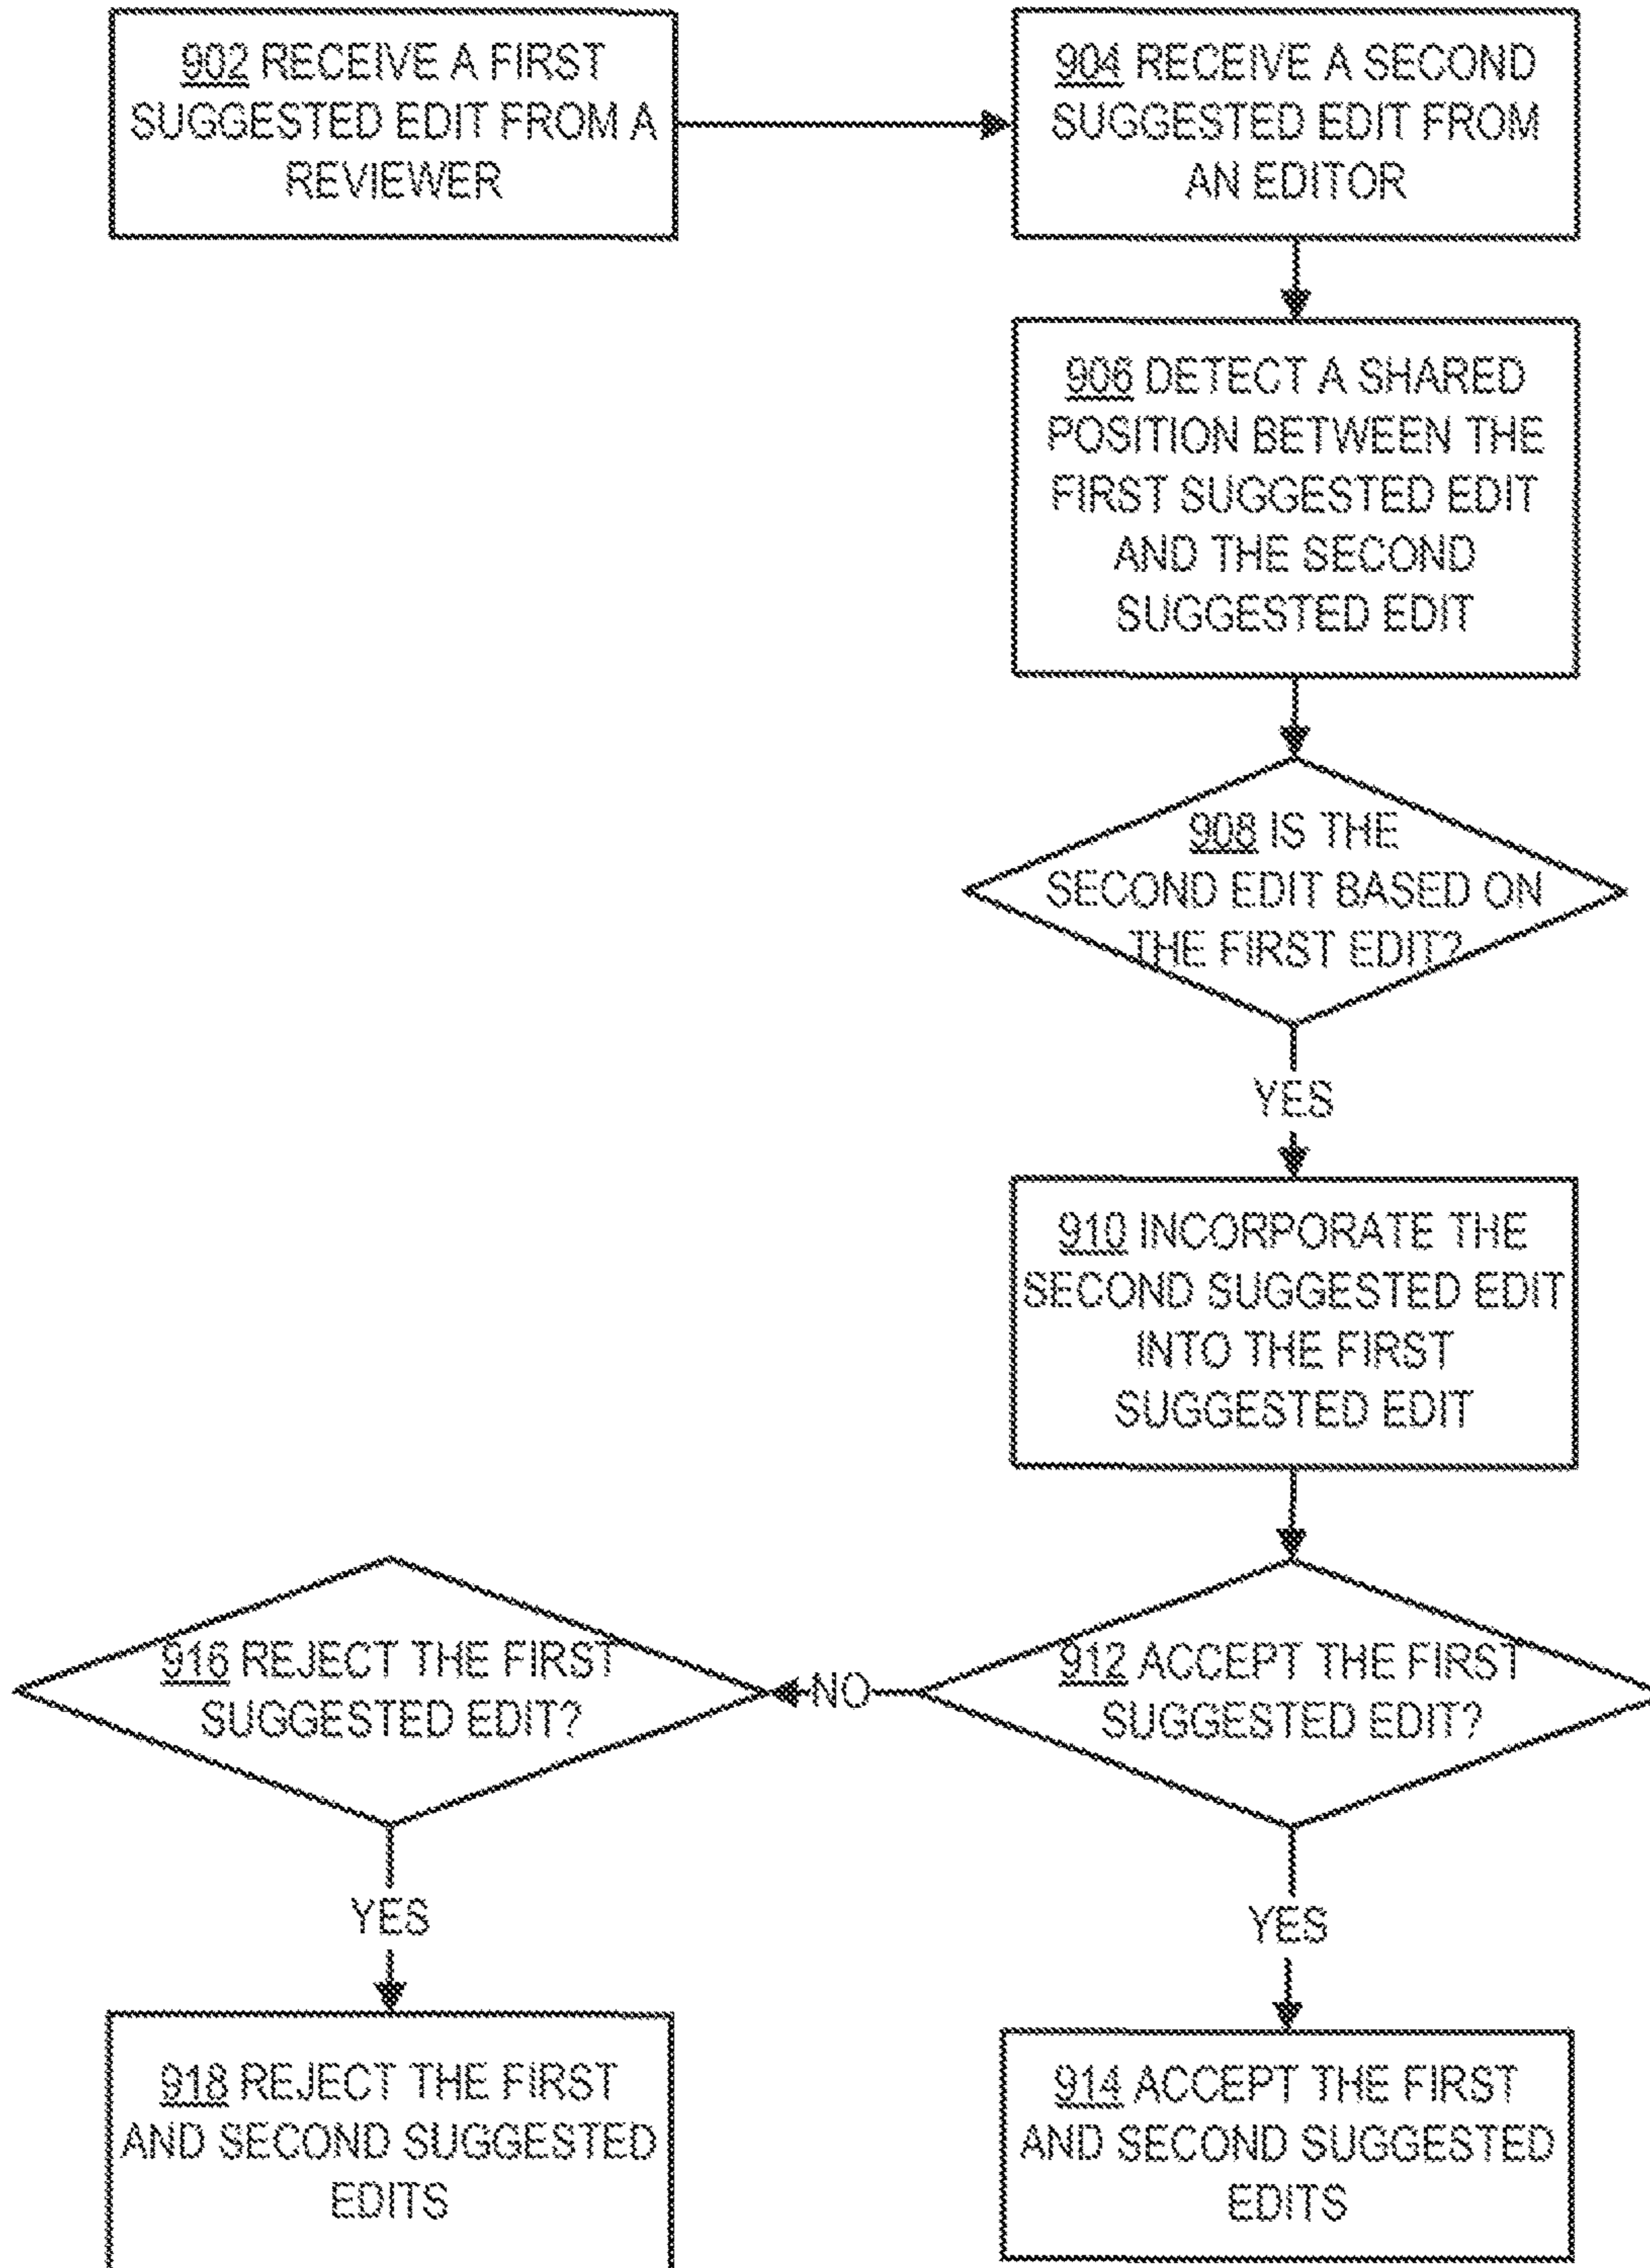 902 RECEIVE A FIRST
SUGGESTED EDIT FROM A
REVIEWER
904 RECEIVE A SECOND
SUGGESTED EDIT FROM
AN EDITOR
906 DETECT A SHARED
POSITION BETWEEN THE
FIRST SUGGESTED EDIT
AND THE SECOND
SUGGESTED EDIT
908 IS THE
SECOND EDIT BASED ON
THE FIRST EDIT?
YES
910 INCORPORATE THE
SECOND SUGGESTED EDIT
INTO THE FIRST
SUGGESTED EDIT
912 ACCEPT THE FIRST
SUGGESTED EDIT?
NO
916 REJECT THE FIRST
SUGGESTED EDIT?
YES
YES
918 REJECT THE FIRST
AND SECOND SUGGESTED
EDITS
914 ACCEPT THE FIRST
AND SECOND SUGGESTED
EDITS